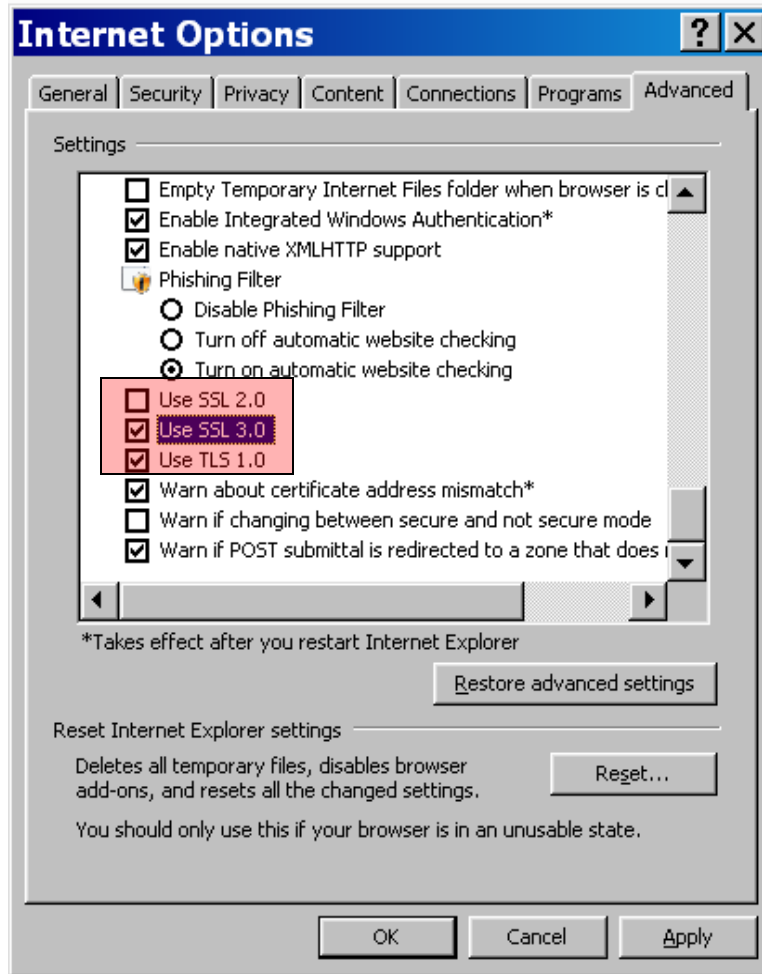 Internet Options
General Security Privacy Content Connections Programs Advanced
Settings
Empty Temporary Internet Files folder when browser is cl
Enable Integrated Windows Authentication*
Enable native XMLHTTP support
Phishing Filter
Disable Phishing Filter
Turn off automatic website checking
Turn on automatic website checking
Use SSL 2.0
Use SSL 3.0
Use TLS 1.0
Warn about certificate address mismatch*
Warn if changing between secure and not secure mode
Warn if POST submittal is redirected to a zone that does
*Takes effect after you restart Internet Explorer
Restore advanced settings
Reset Internet Explorer settings
Deletes all temporary files, disables browser
add-ons, and resets all the changed settings.
Reset...
You should only use this if your browser is in an unusable state.
OK Cancel Apply